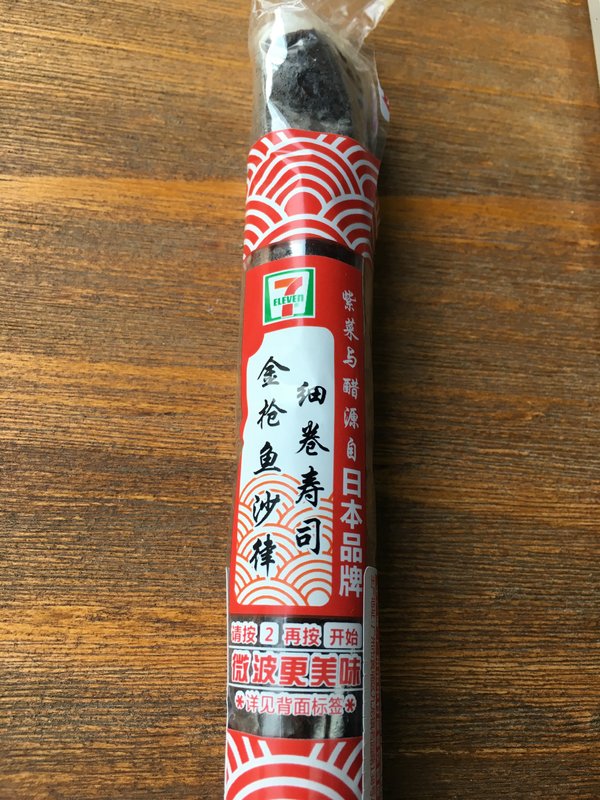 7
ELEVEN
紫菜与醋源自日本品牌
细卷寿司
金枪鱼沙律
请按 2 再按 开始
微波更美味
*详见背面标签*